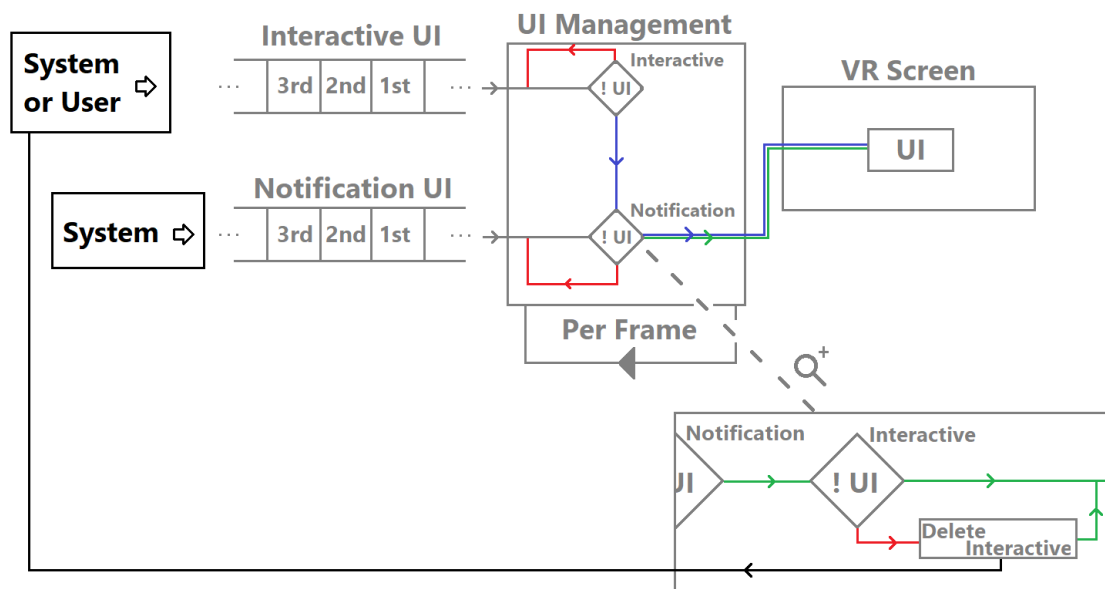 UI Management
Interactive UI
System
or User
··· 3rd 2nd 1st ···
Interactive
! UI
VR Screen
UI
Notification UI
System
··· 3rd 2nd 1st ···
Notification
! UI
Per Frame
+
Notification
Interactive
UI
! UI
Delete
Interactive